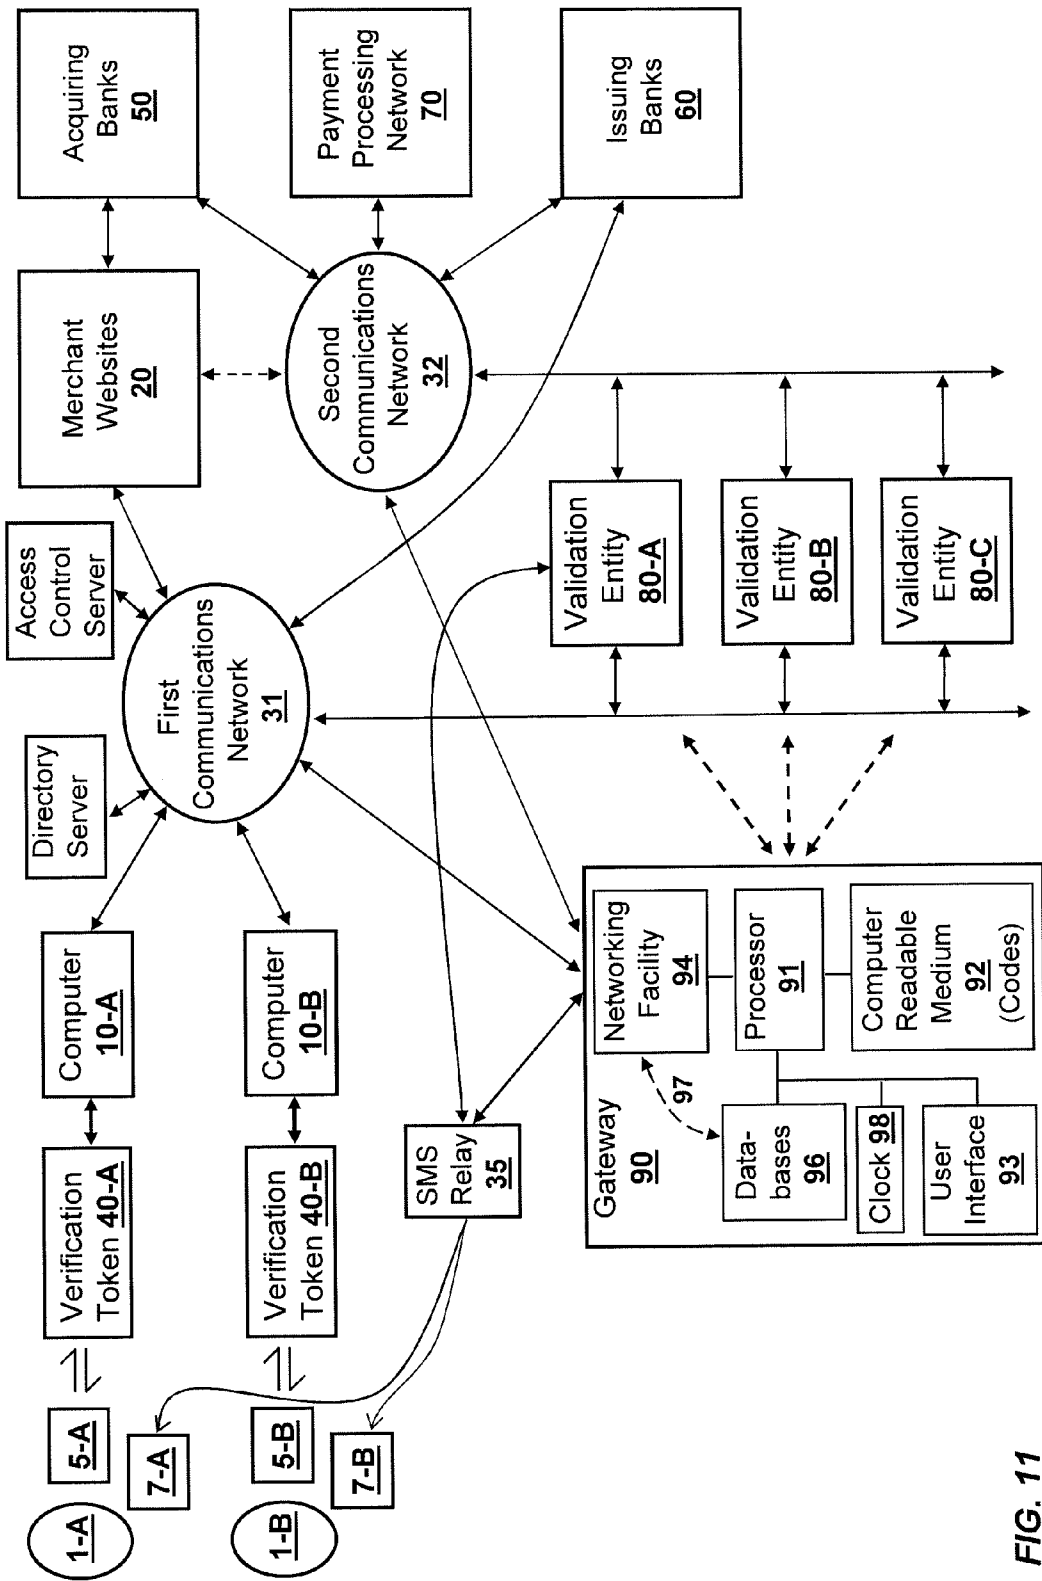 1-A
5-A
7-A
Verification
Token 40-A
Computer
10-A
Directory
Server
Access
Control
Server
First
Communications
Network
31
Merchant
Websites
20
Acquiring
Banks
50
1-B
5-B
7-B
Verification
Token 40-B
Computer
10-B
Second
Communications
Network
32
Payment
Processing
Network
70
SMS
Relay
35
Issuing
Banks
60
Gateway
90
97
Networking
Facility
94
Processor
91
Computer
Readable
Medium
92
(Codes)
Data-
bases
96
Clock 98
User
Interface
93
Validation
Entity
80-A
Validation
Entity
80-B
Validation
Entity
80-C
FIG. 11